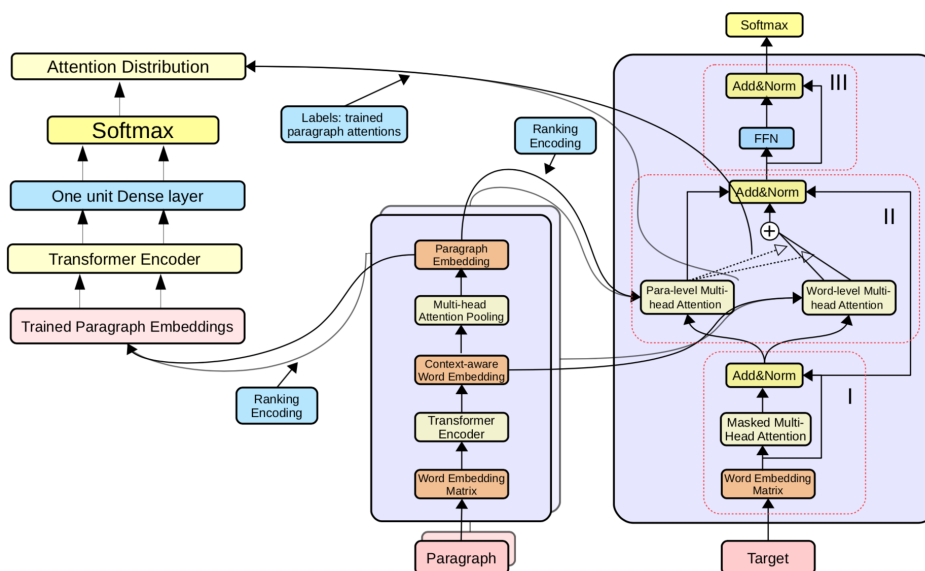 Attention Distribution
Softmax
One unit Dense layer
Transformer Encoder
Trained Paragraph Embeddings
Labels: trained
paragraph attentions
Ranking
Encoding
Ranking
Encoding
Paragraph
Embedding
Multi-head
Attention Pooling
Context-aware
Word Embedding
Transformer
Encoder
Word Embedding
Matrix
Paragraph
Softmax
Add&Norm
III
FFN
Add&Norm
II
+
Para-level Multi-
head Attention
Word-level Multi-
head Attention
Add&Norm
I
Masked Multi-
Head Attention
Word Embedding
Matrix
Target